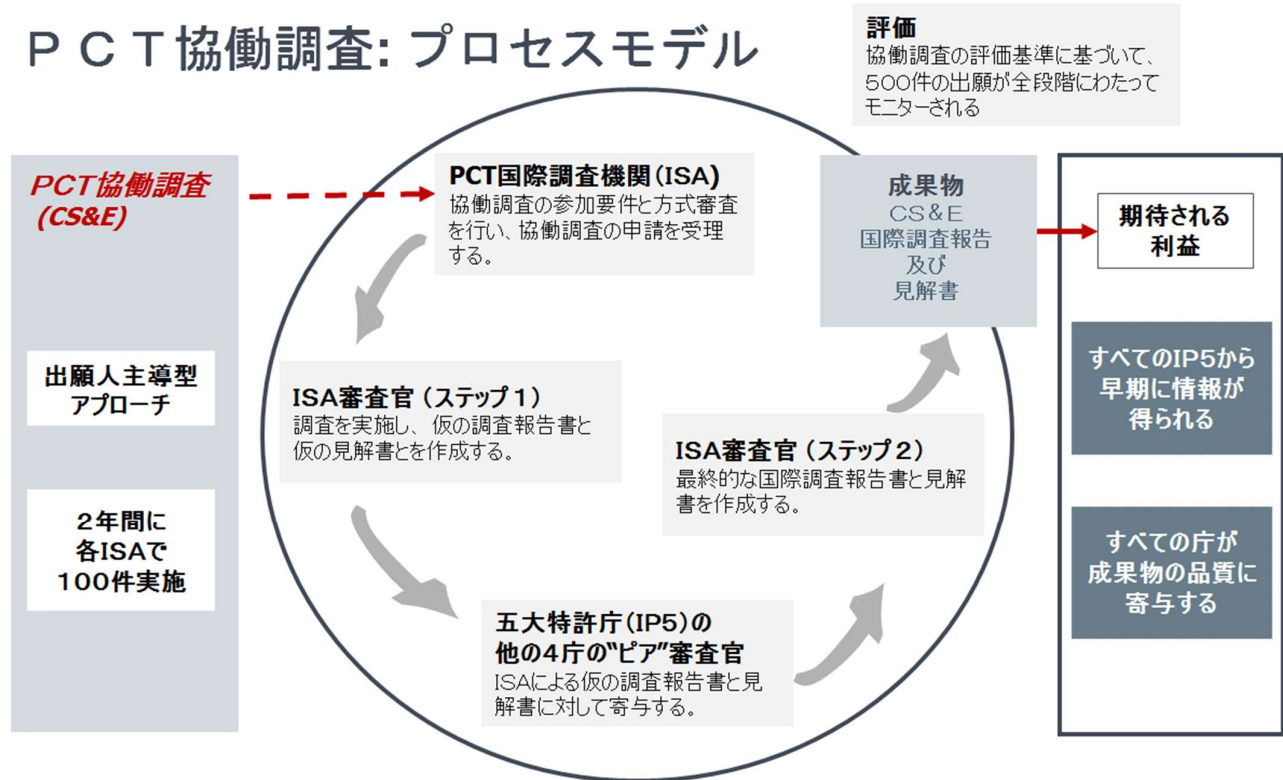 ＰＣＴ協働調査: プロセスモデル
評価
協働調査の評価基準に基づいて、
500件の出願が全段階にわたって
モニターされる
PCT協働調査
(CS&E)
出願人主導型
アプローチ
２年間に
各ISAで
100件実施
PCT国際調査機関(ISA)
協働調査の参加要件と方式審査
を行い、協働調査の申請を受理
する。
ISA審査官（ステップ１）
調査を実施し、仮の調査報告書と
仮の見解書とを作成する。
五大特許庁(IP5)の
他の４庁の“ピア”審査官
ISAによる仮の調査報告書と見
解書に対して寄与する。
ISA審査官（ステップ２）
最終的な国際調査報告書と見解
書を作成する。
成果物
ＣＳ＆Ｅ
国際調査報告
及び
見解書
期待される
利益
すべてのIP5から
早期に情報が
得られる
すべての庁が
成果物の品質に
寄与する